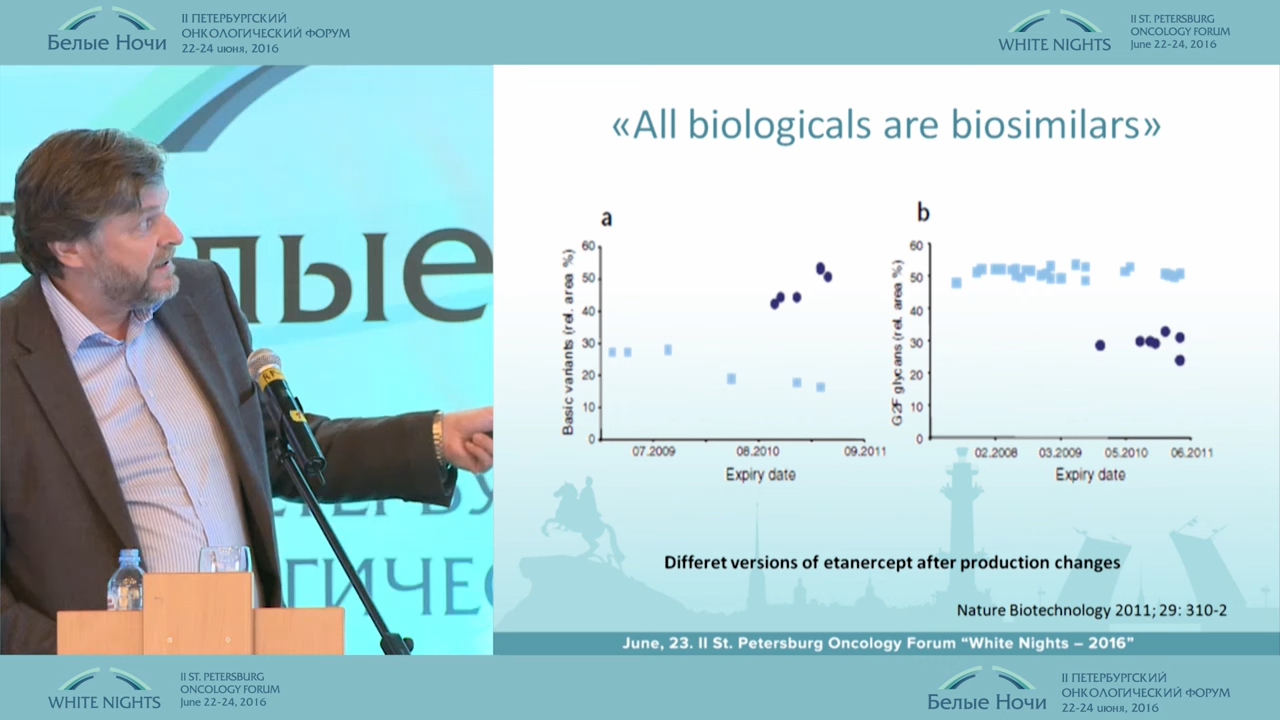 II ПЕТЕРБУРГСКИЙ
ОНКОЛОГИЧЕСКИЙ ФОРУМ
22-24 июня, 2016
Белые Ночи
II ST. PETERSBURG
ONCOLOGY FORUM
June 22-24, 2016
WHITE NIGHTS
лые
ГИЧЕС
«All biologicals are biosimilars»
a
Basic variants (rel. area %)
60
50
40
30
20
10
0
07.2009 08.2010 09.2011
Expiry date
b
G2F glycans (rel. area %)
60
50
40
30
20
10
0
02.2008 03.2009 05.2010 06.2011
Expiry date
Differet versions of etanercept after production changes
Nature Biotechnology 2011; 29: 310-2
June, 23. II St. Petersburg Oncology Forum “White Nights – 2016”
WHITE NIGHTS
II ST. PETERSBURG
ONCOLOGY FORUM
June 22-24, 2016
Белые Ночи
II ПЕТЕРБУРГСКИЙ
ОНКОЛОГИЧЕСКИЙ ФОРУМ
22-24 июня, 2016